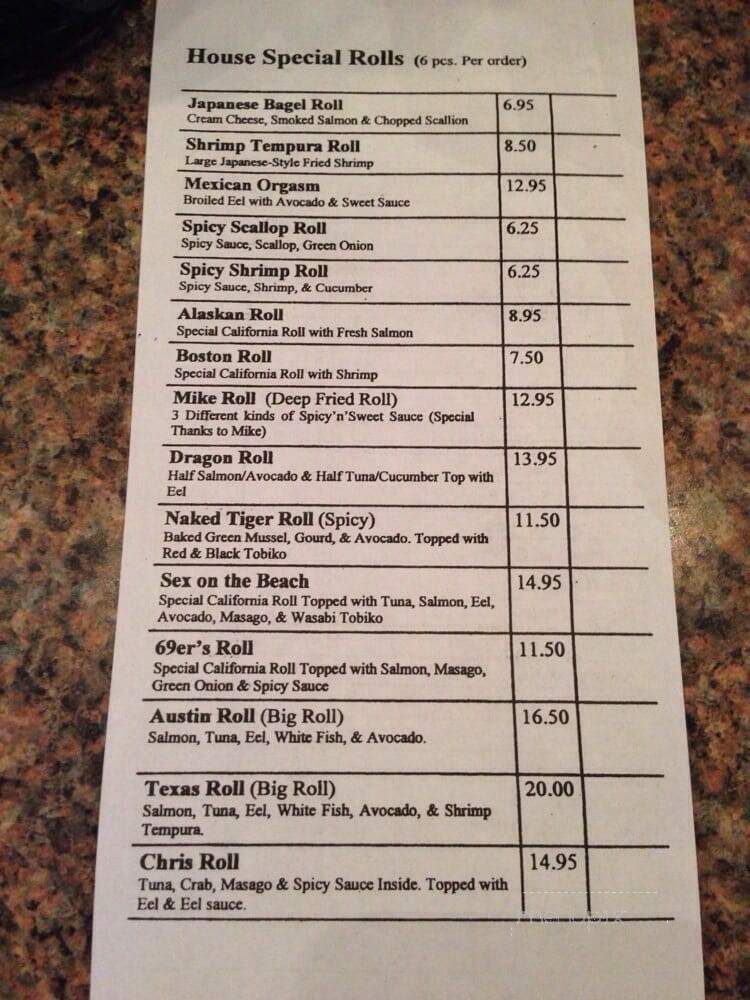 House Special Rolls (6 pcs. Per order)
Japanese Bagel Roll 6.95
Cream Cheese, Smoked Salmon & Chopped Scallion
Shrimp Tempura Roll 8.50
Large Japanese-Style Fried Shrimp
Mexican Orgasm 12.95
Broiled Eel with Avocado & Sweet Sauce
Spicy Scallop Roll 6.25
Spicy Sauce, Scallop, Green Onion
Spicy Shrimp Roll 6.25
Spicy Sauce, Shrimp, & Cucumber
Alaskan Roll 8.95
Special California Roll with Fresh Salmon
Boston Roll 7.50
Special California Roll with Shrimp
Mike Roll (Deep Fried Roll) 12.95
3 Different kinds of Spicy'n'Sweet Sauce (Special
Thanks to Mike)
Dragon Roll 13.95
Half Salmon/Avocado & Half Tuna/Cucumber Top with
Eel
Naked Tiger Roll (Spicy) 11.50
Baked Green Mussel, Gourd, & Avocado. Topped with
Red & Black Tobiko
Sex on the Beach 14.95
Special California Roll Topped with Tuna, Salmon, Eel,
Avocado, Masago, & Wasabi Tobiko
69er's Roll 11.50
Special California Roll Topped with Salmon, Masago,
Green Onion & Spicy Sauce
Austin Roll (Big Roll) 16.50
Salmon, Tuna, Eel, White Fish, & Avocado.
Texas Roll (Big Roll) 20.00
Salmon, Tuna, Eel, White Fish, Avocado, & Shrimp
Tempura.
Chris Roll 14.95
Tuna, Crab, Masago & Spicy Sauce Inside. Topped with
Eel & Eel sauce.